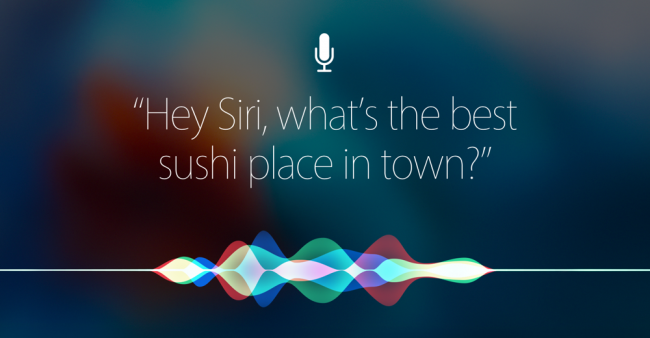 “Hey Siri, what’s the best
sushi place in town?”